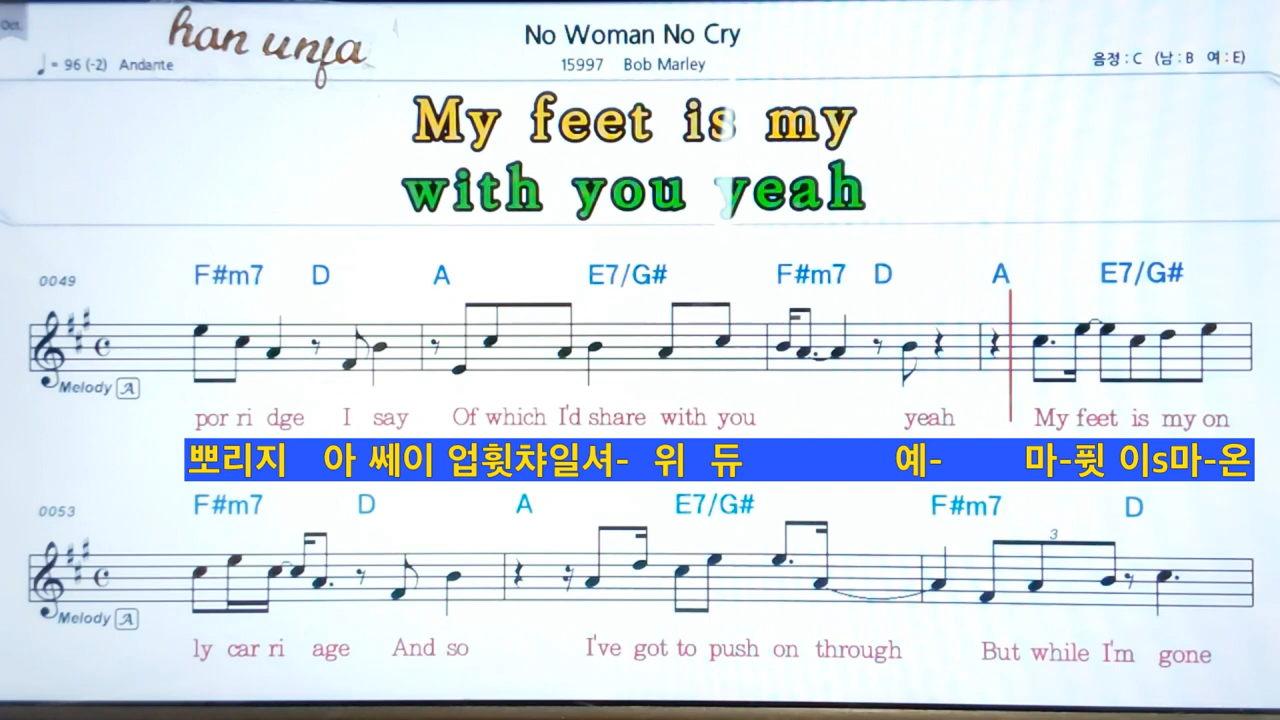 Oct.
han unfa
No Woman No Cry
♩ = 96 (-2) Andante
15997 Bob Marley
음정 : C (남 : B 여 : E)
My feet is my
with you yeah
0049 F#m7 D A E7/G# F#m7 D A E7/G#
Melody A
por ri dge I say Of which I'd share with you yeah My feet is my on
뽀리지 아 쎄이 업휫챠일셔- 위 듀 예- 마-퓟 이s마-온
0053 F#m7 D A E7/G# F#m7 D
3
Melody A
ly car ri age And so I've got to push on through But while I'm gone